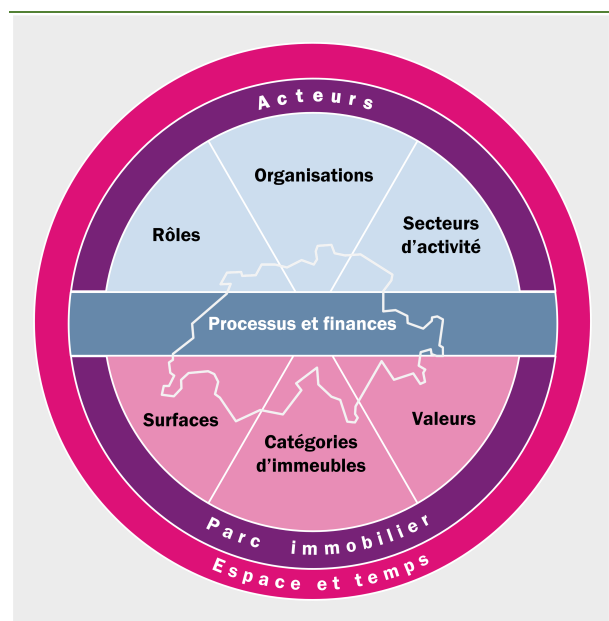 Acteurs
Organisations
Rôles
Secteurs
d’activité
Processus et finances
Surfaces
Valeurs
Catégories
d’immeubles
Parc immobilier
Espace et temps